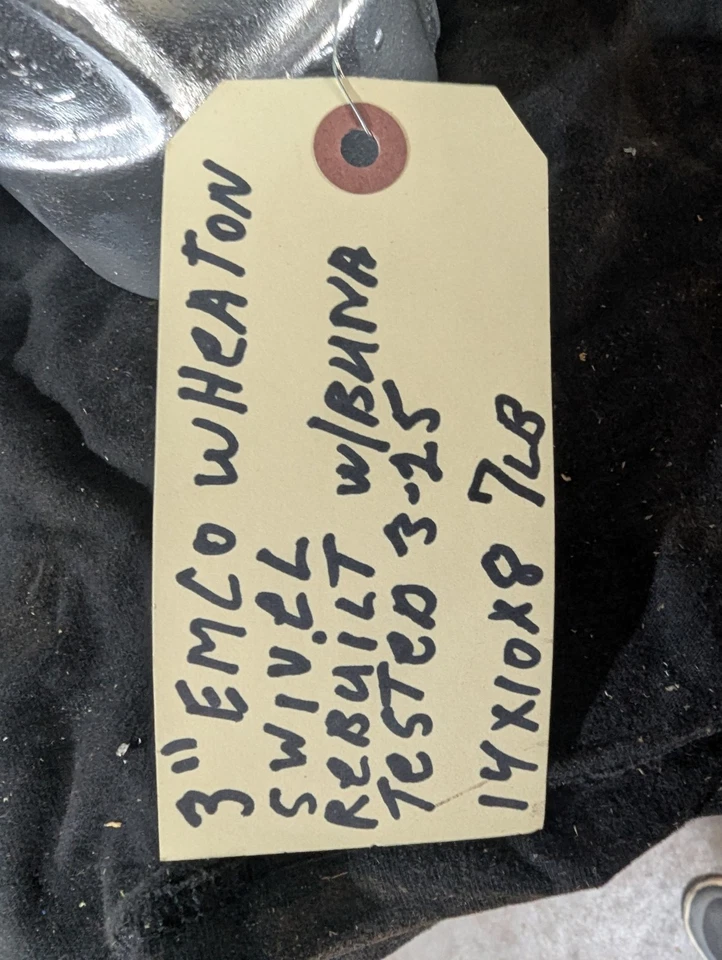 3" EMCO WHEATON
SWIVEL
REBUILT W/BUNA
TESTED 3-25
14X10X8 7LB